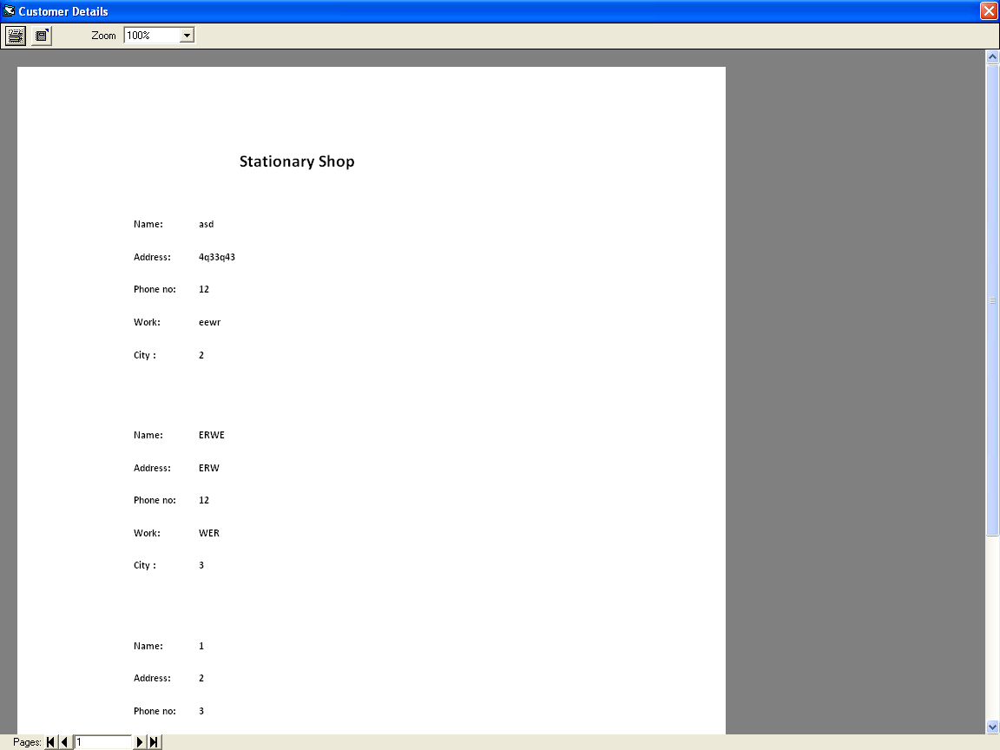 Customer Details
Zoom 100%
Stationary Shop
Name: asd
Address: 4q33q43
Phone no: 12
Work: eewr
City : 2
Name: ERWE
Address: ERW
Phone no: 12
Work: WER
City : 3
Name: 1
Address: 2
Phone no: 3
Pages: 1